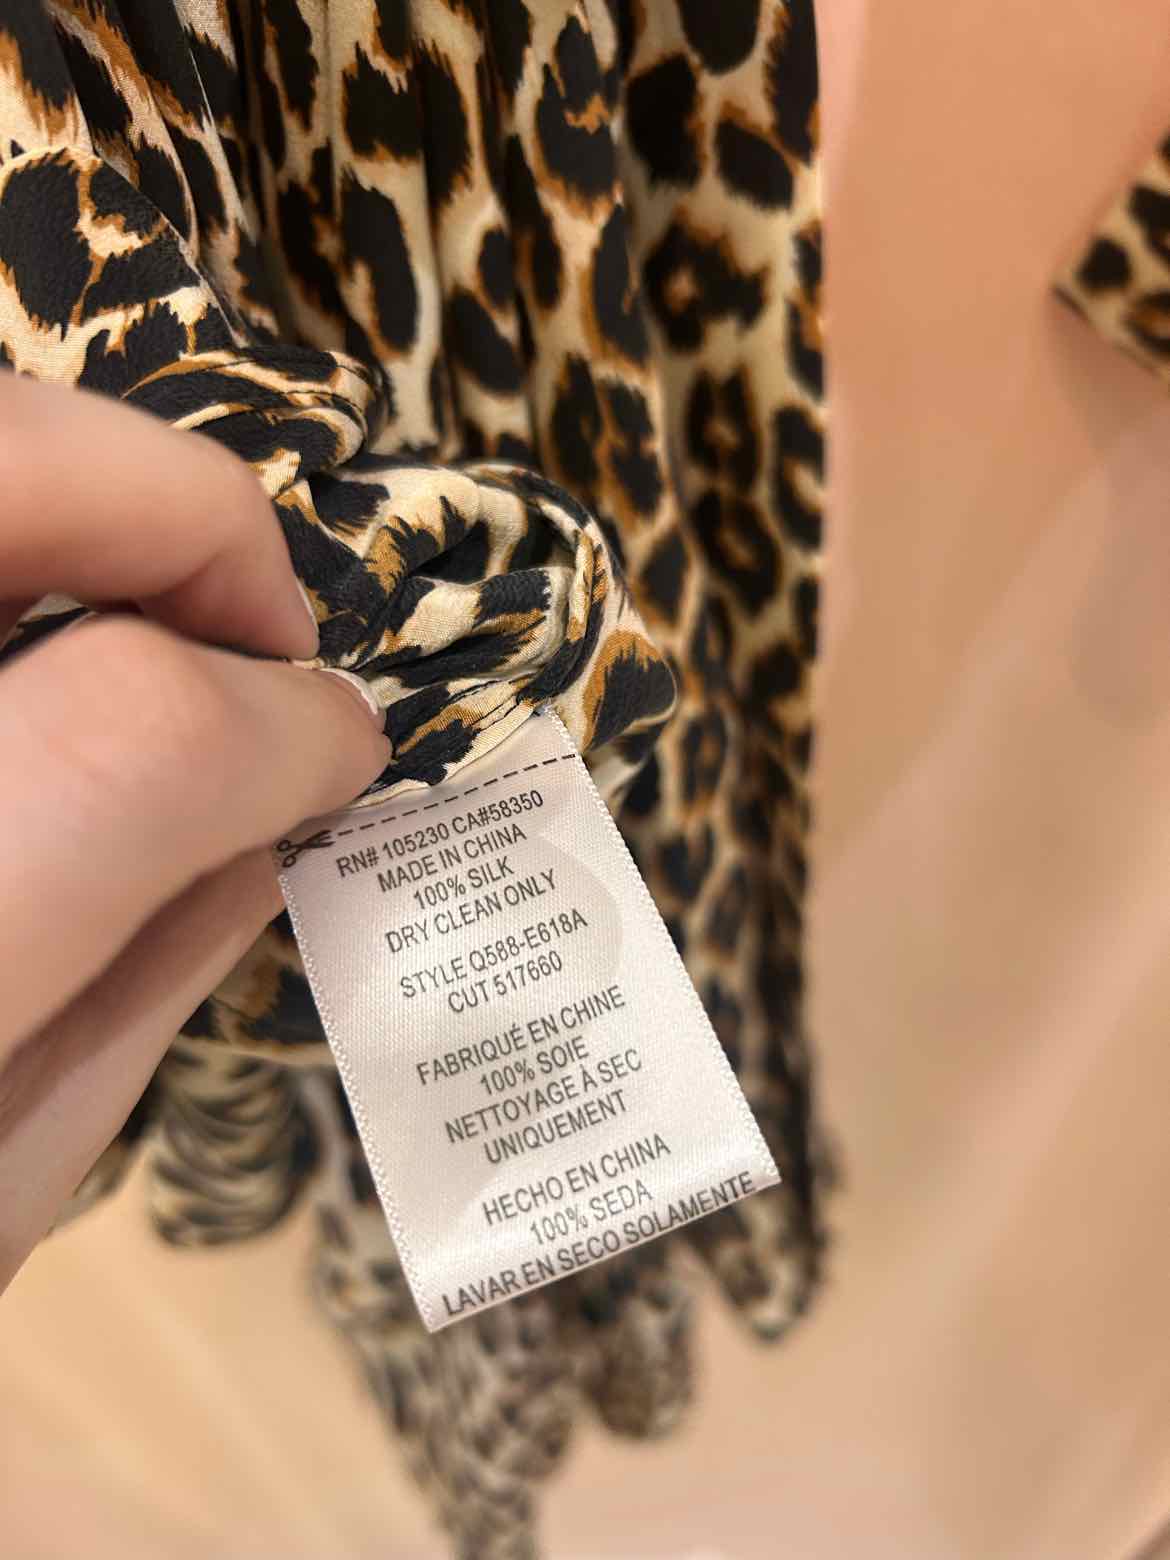 RN# 105230 CA#58350
MADE IN CHINA
100% SILK
DRY CLEAN ONLY
STYLE Q588-E618A
CUT 517660
FABRIQUÉ EN CHINE
100% SOIE
NETTOYAGE À SEC
UNIQUEMENT
HECHO EN CHINA
100% SEDA
LAVAR EN SECO SOLAMENTE